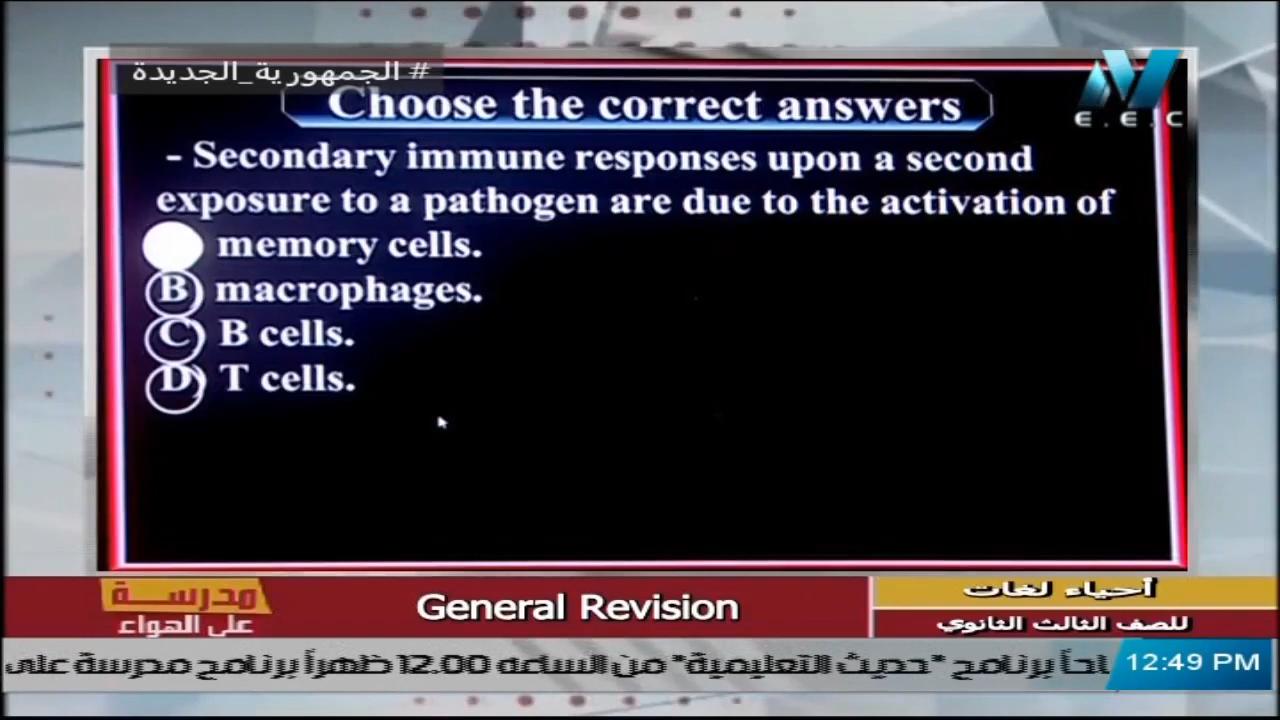 # الجمهورية_الجديدة
E.E.C
Choose the correct answers
- Secondary immune responses upon a second
exposure to a pathogen are due to the activation of
memory cells.
B) macrophages.
C) B cells.
D) T cells.
مدرسة
على الهواء
General Revision
أحياء لغات
للصف الثالث الثانوي
برنامج "حديث التعليمية" من الساعه 12.00 ظهراً برنامج مدرسة على
12:49 PM